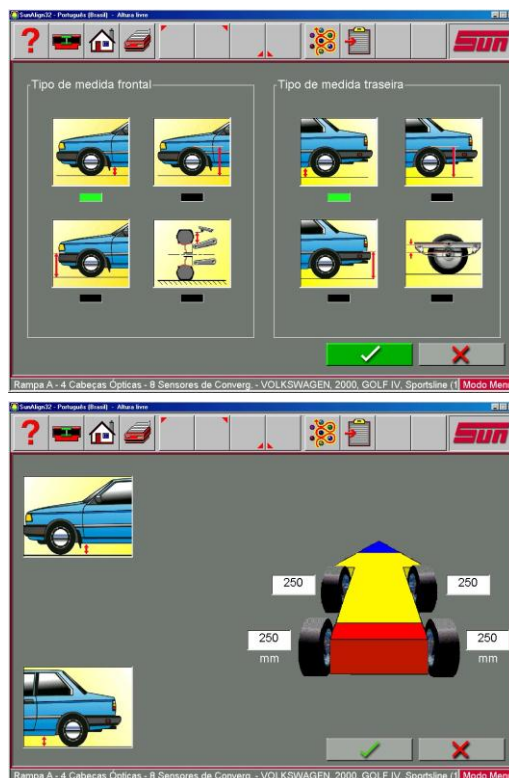 SunAlign32 - Português (Brasil) - Altura livre
?
Sun
Tipo de medida frontal
Tipo de medida traseira
Rampa A - 4 Cabeças Ópticas - 8 Sensores de Converg. - VOLKSWAGEN, 2000, GOLF IV, Sportsline (1 Modo Menu
SunAlign32 - Português (Brasil) - Altura livre
?
Sun
250 250
250 250
mm mm
Rampa A - 4 Cabeças Ópticas - 8 Sensores de Converg. - VOLKSWAGEN, 2000, GOLF IV, Sportsline (1 Modo Menu